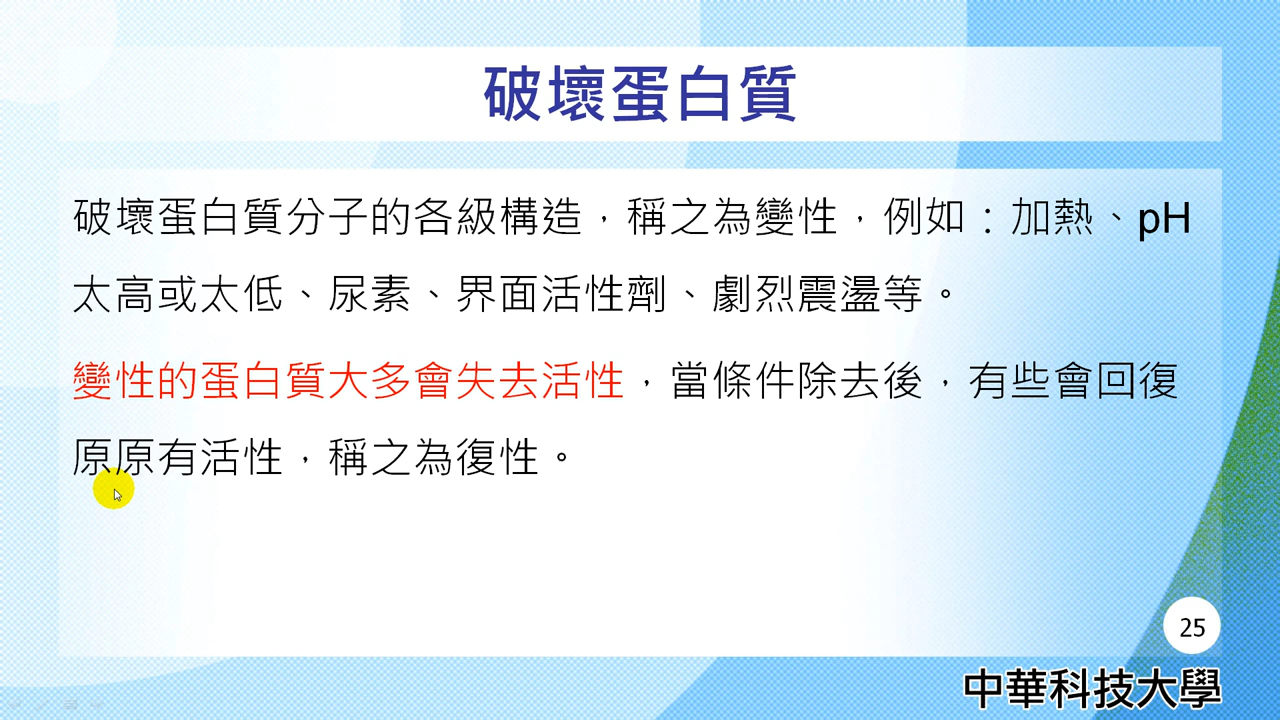 破壞蛋白質
破壞蛋白質分子的各級構造，稱之為變性，例如：加熱、pH
太高或太低、尿素、界面活性劑、劇烈震盪等。
變性的蛋白質大多會失去活性，當條件除去後，有些會回復
原原有活性，稱之為復性。
25
中華科技大學